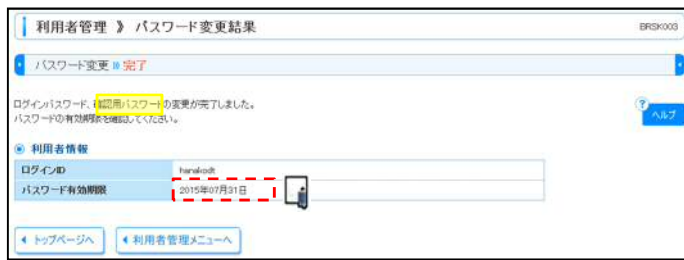 利用者管理 》 パスワード変更結果
BRSK003
パスワード変更 》 完了
ログインパスワード、確認用パスワードの変更が完了しました。
パスワードの有効期限を確認してください。
?
ヘルプ
利用者情報
ログインID hanakodt
パスワード有効期限 2015年07月31日
トップページへ 利用者管理メニューへ